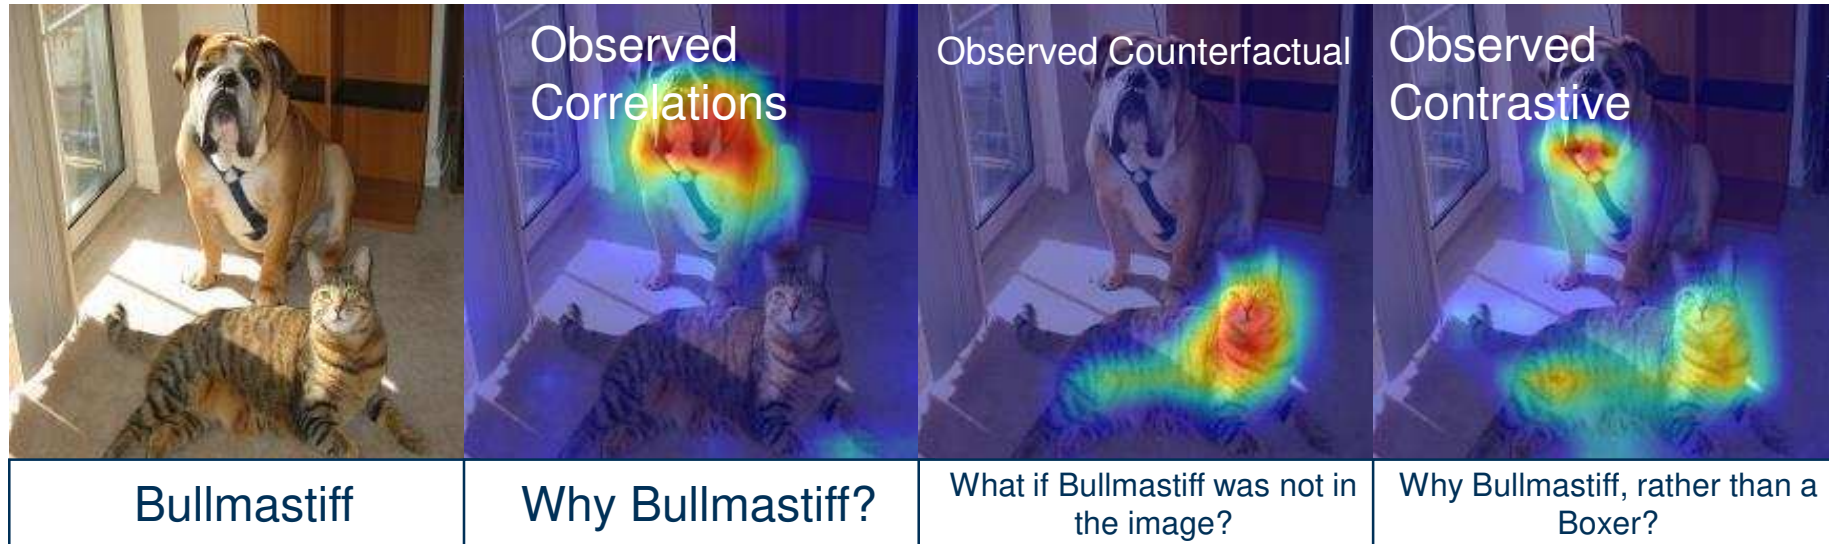 Observed
Correlations
Observed Counterfactual
Observed
Contrastive
Bullmastiff
Why Bullmastiff?
What if Bullmastiff was not in
the image?
Why Bullmastiff, rather than a
Boxer?